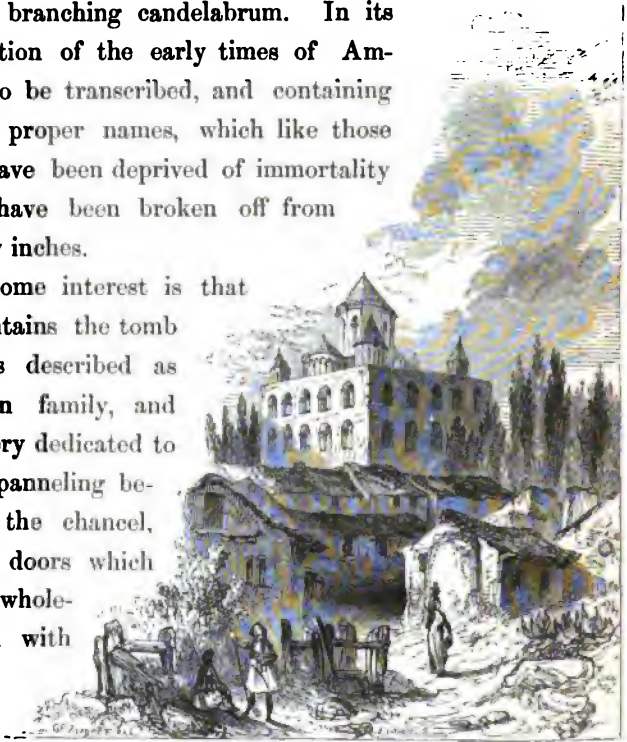 branching candelabrum. In its
tion of the early times of Am-
o be transcribed, and containing
proper names, which like those
ave been deprived of immortality
have been broken off from
inches.
ome interest is that
tains the tomb
s described as
n family, and
ry dedicated to
panneling be-
the chancel,
doors which
whole-
with